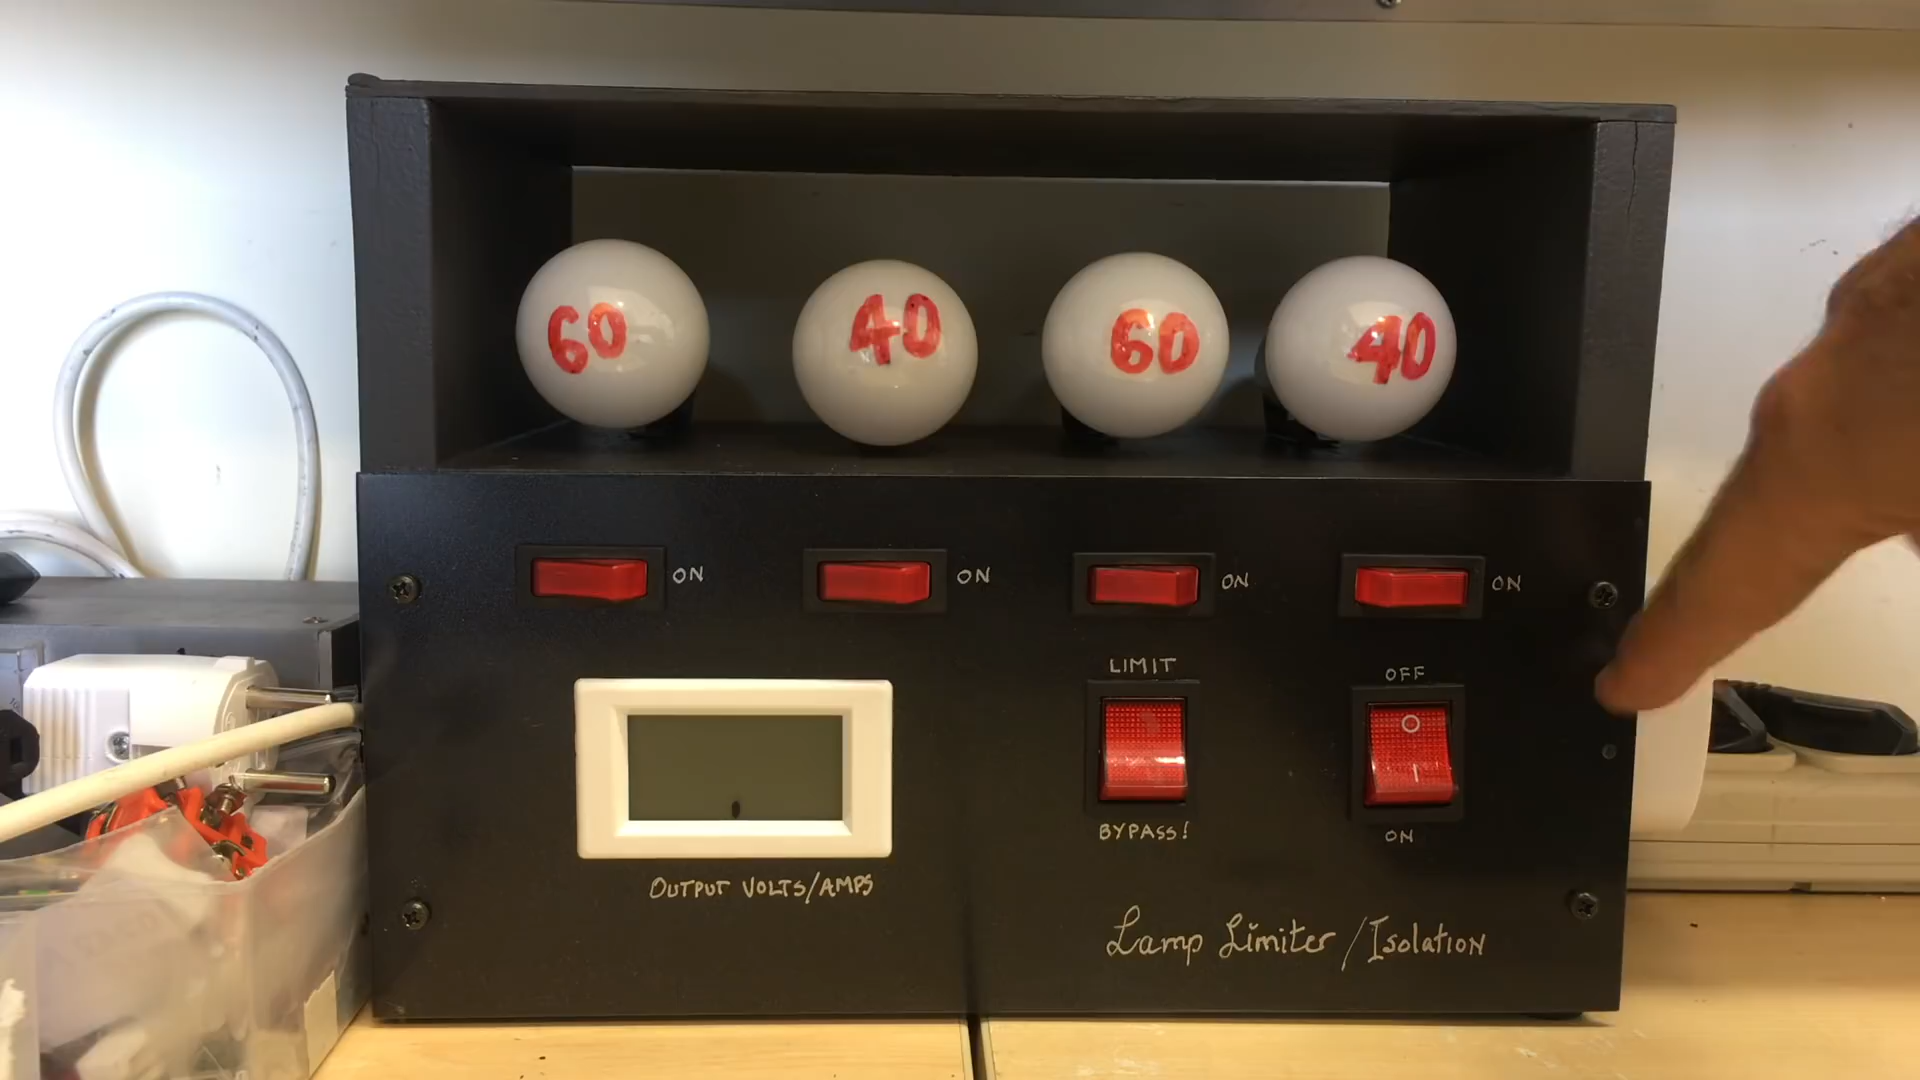 60 40 60 40
ON ON ON ON
LIMIT OFF
BYPASS! ON
OUTPUT VOLTS/AMPS
Lamp Limiter / Isolation